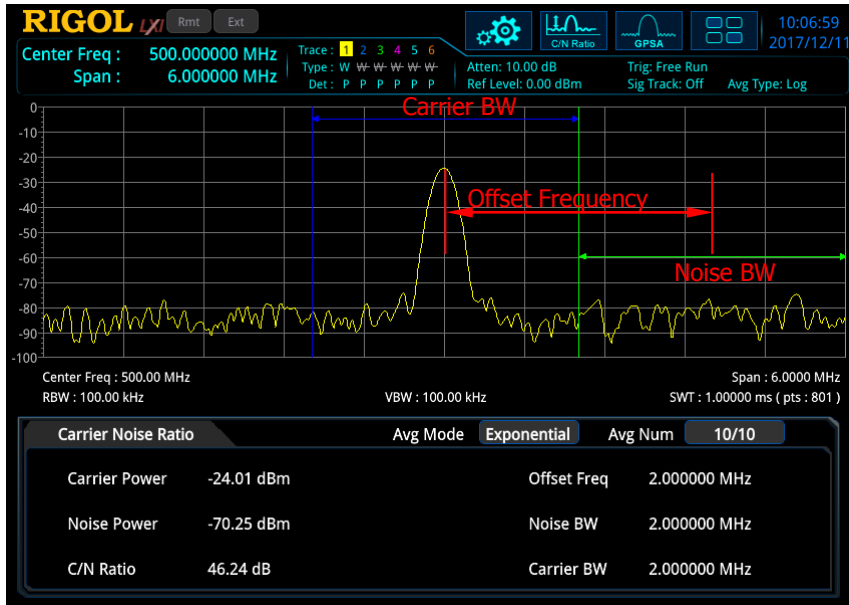 RIGOL LXI Rmt Ext
C/N Ratio GPSA 10:06:59
2017/12/11
Center Freq : 500.000000 MHz
Span : 6.000000 MHz
Trace : 1 2 3 4 5 6
Type : W W W W W W
Det : P P P P P P
Atten: 10.00 dB Trig: Free Run
Ref Level: 0.00 dBm Sig Track: Off Avg Type: Log
Carrier BW
0
-10
-20
-30
-40
-50
-60
-70
-80
-90
-100
Offset Frequency
Noise BW
Center Freq : 500.00 MHz Span : 6.0000 MHz
RBW : 100.00 kHz VBW : 100.00 kHz SWT : 1.00000 ms ( pts : 801 )
Carrier Noise Ratio Avg Mode Exponential Avg Num 10/10
Carrier Power -24.01 dBm Offset Freq 2.000000 MHz
Noise Power -70.25 dBm Noise BW 2.000000 MHz
C/N Ratio 46.24 dB Carrier BW 2.000000 MHz